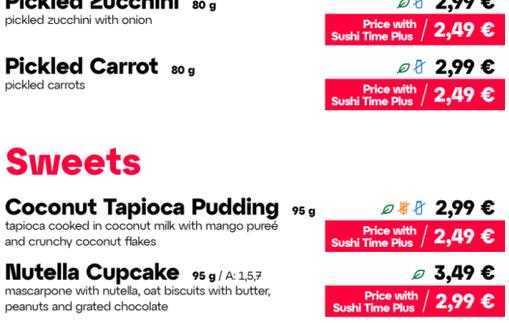 Pickled Zucchini 80 g 2,99 €
pickled zucchini with onion
Price with
Sushi Time Plus / 2,49 €
Pickled Carrot 80 g 2,99 €
pickled carrots
Price with
Sushi Time Plus / 2,49 €
Sweets
Coconut Tapioca Pudding 95 g 2,99 €
tapioca cooked in coconut milk with mango pureé
and crunchy coconut flakes
Price with
Sushi Time Plus / 2,49 €
Nutella Cupcake 95 g / A: 1,5,7 3,49 €
mascarpone with nutella, oat biscuits with butter,
peanuts and grated chocolate
Price with
Sushi Time Plus / 2,99 €